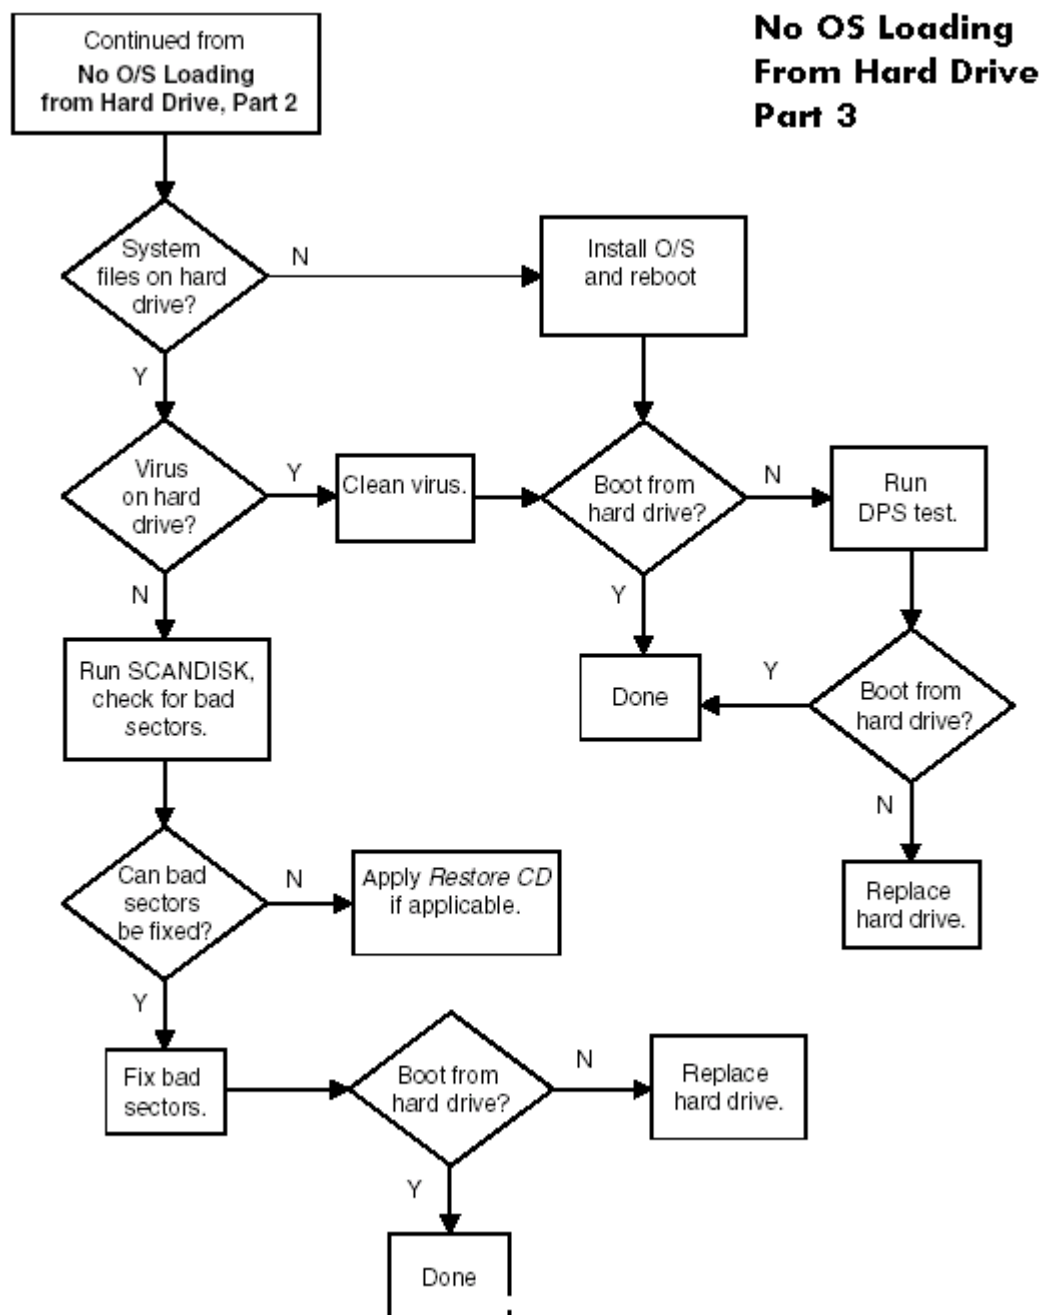 No OS Loading
From Hard Drive
Part 3
Continued from
No O/S Loading
from Hard Drive, Part 2
System
files on hard
drive?
N
Install O/S
and reboot
Y
Virus
on hard
drive?
Y
Clean virus.
Boot from
hard drive?
N
Run
DPS test.
N
Y
Run SCANDISK,
check for bad
sectors.
Done
Y
Boot from
hard drive?
N
Can bad
sectors
be fixed?
N
Apply Restore CD
if applicable.
Replace
hard drive.
Y
Fix bad
sectors.
Boot from
hard drive?
N
Replace
hard drive.
Y
Done